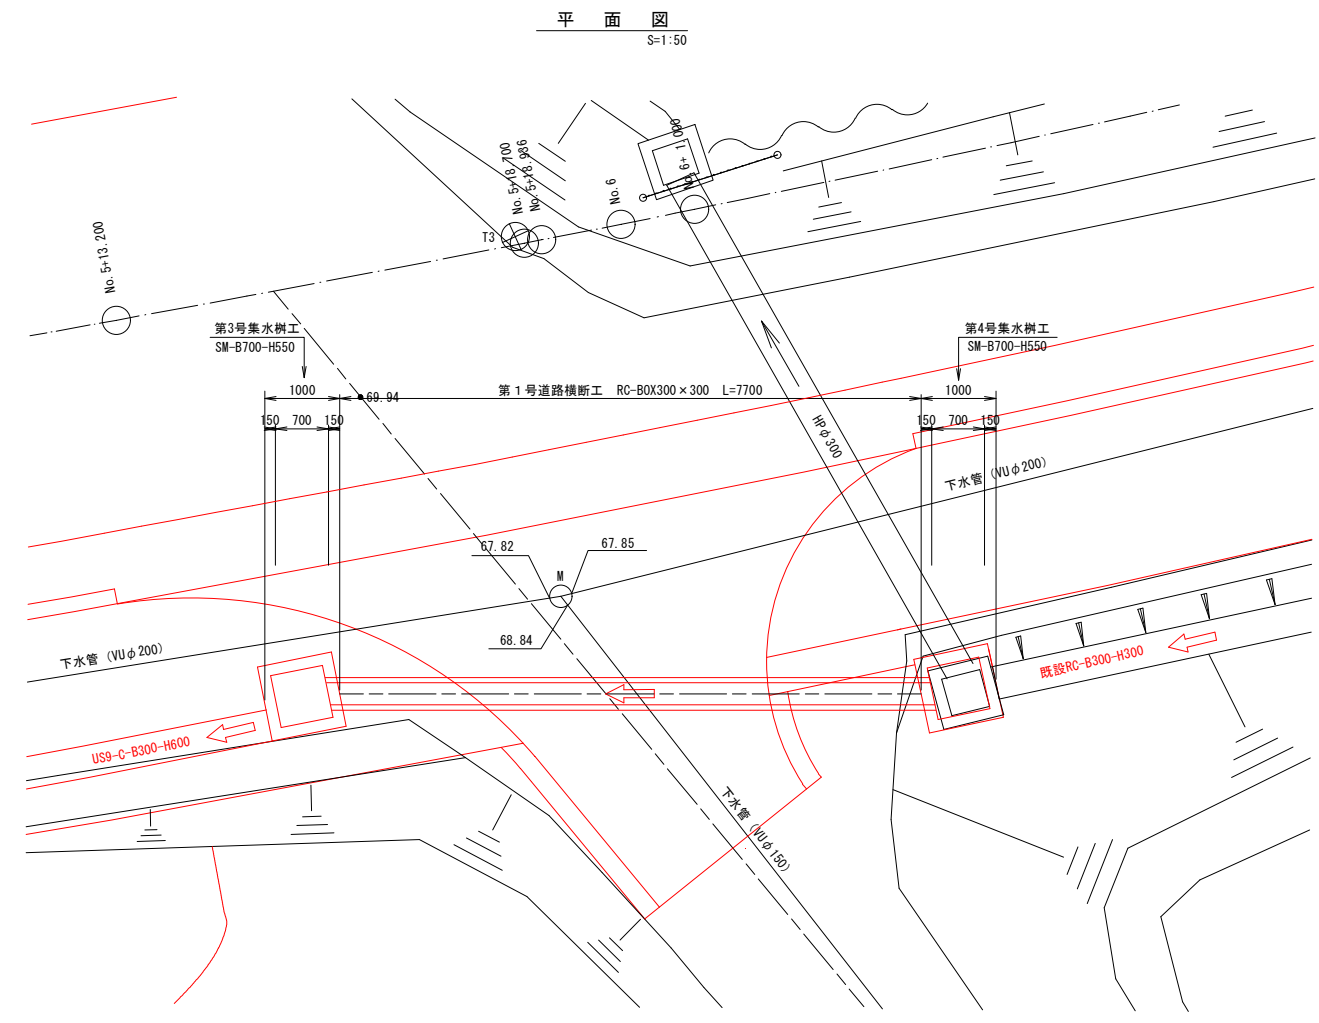 平 面 図
S=1:50
No.5+13.200
No.5+18.700
No.5+18.986
No.6
No.6+ 1.000
T3
第3号集水桝工
SM-B700-H550
第4号集水桝工
SM-B700-H550
1000
69.94
第１号道路横断工 RC-BOX300×300 L=7700
1000
150 700 150
150 700 150
HPφ300
下水管（VUφ200）
67.82
67.85
M
68.84
下水管（VUφ200）
既設RC-B300-H300
US9-C-B300-H600
下水管（VUφ150）